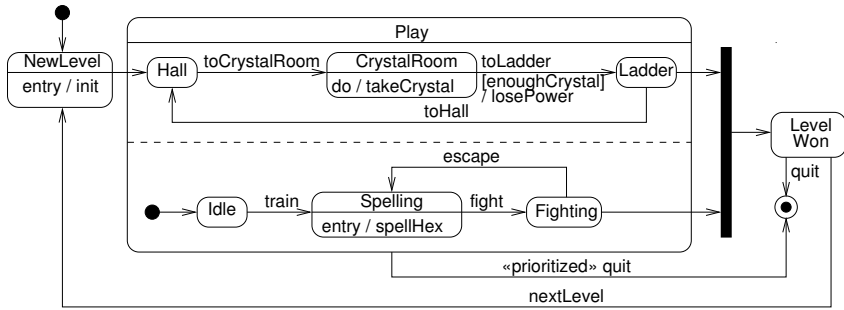 Play
NewLevel
entry / init
Hall
toCrystalRoom
CrystalRoom
do / takeCrystal
toLadder
[enoughCrystal]
/ losePower
Ladder
toHall
Level
Won
escape
quit
Idle
train
Spelling
entry / spellHex
fight
Fighting
«prioritized» quit
nextLevel